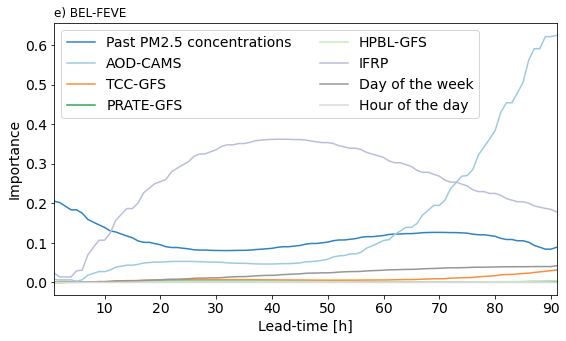 e) BEL-FEVE
Past PM2.5 concentrations
AOD-CAMS
TCC-GFS
PRATE-GFS
HPBL-GFS
IFRP
Day of the week
Hour of the day
Importance
0.6
0.5
0.4
0.3
0.2
0.1
0.0
10 20 30 40 50 60 70 80 90
Lead-time [h]